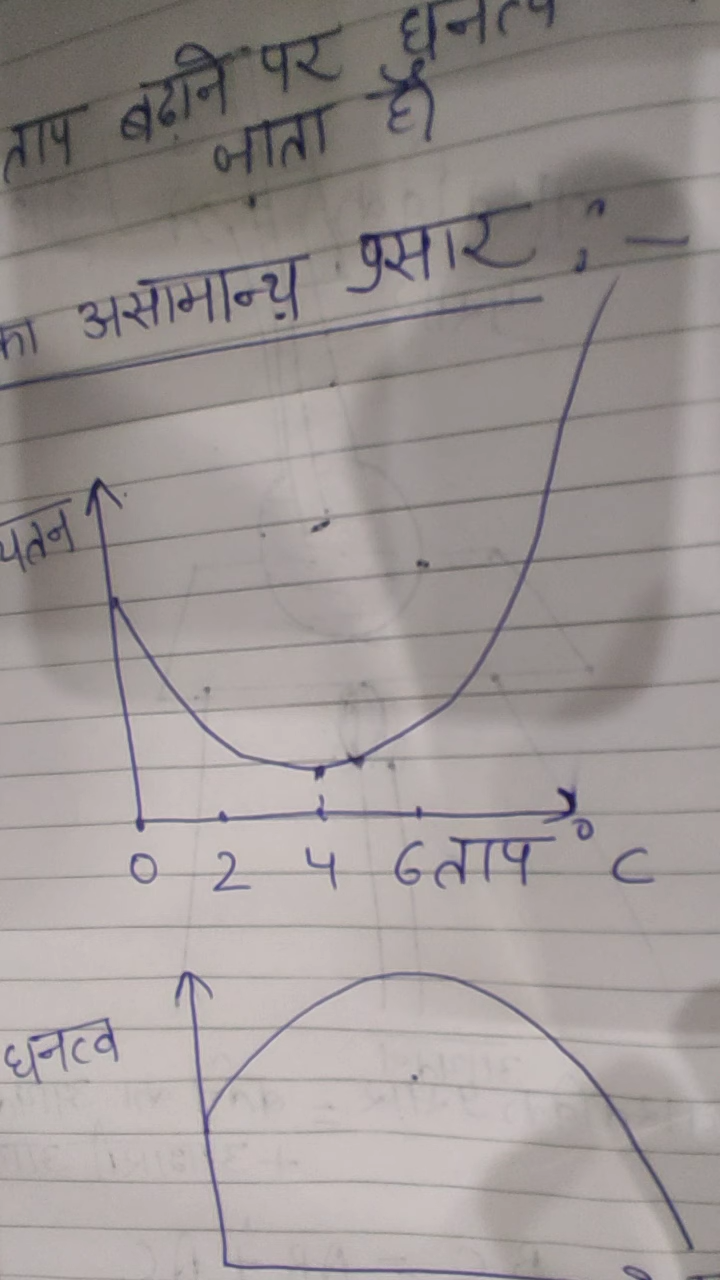 ताप बढ़ाने पर घनत्व
जाता है।
का असामान्य प्रसार :-
यतन
0 2 4 6 ताप °C
घनत्व